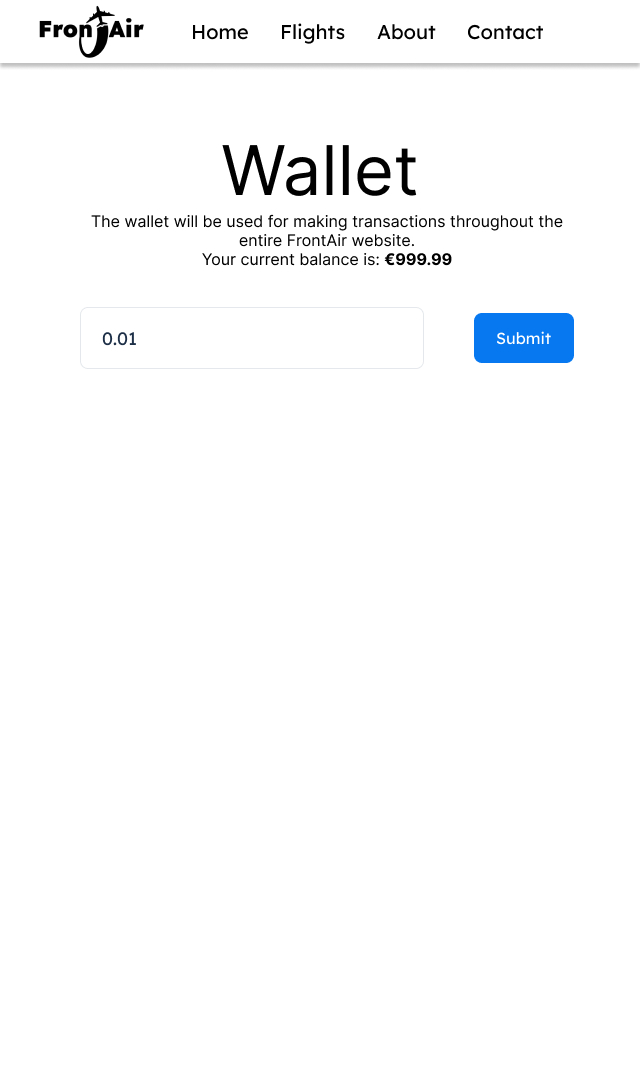 FrontAir Home Flights About Contact
Wallet
The wallet will be used for making transactions throughout the
entire FrontAir website.
Your current balance is: €999.99
0.01 Submit